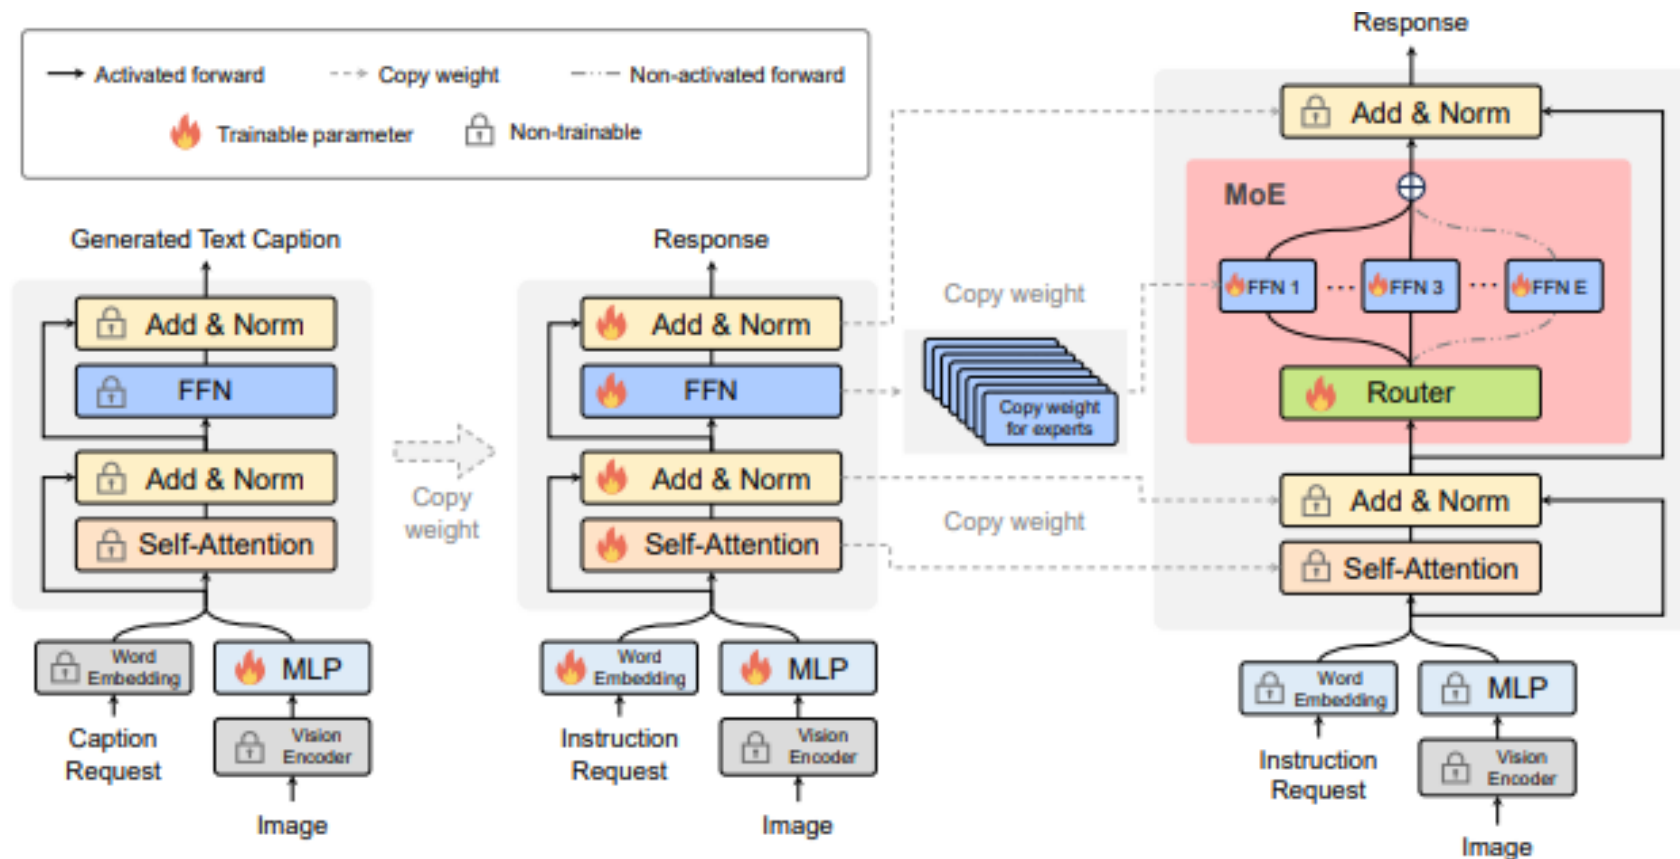 Activated forward
Copy weight
Non-activated forward
Trainable parameter
Non-trainable
Generated Text Caption
Add & Norm
FFN
Add & Norm
Self-Attention
Word
Embedding
MLP
Caption
Request
Vision
Encoder
Image
Copy
weight
Response
Add & Norm
FFN
Add & Norm
Self-Attention
Word
Embedding
MLP
Instruction
Request
Vision
Encoder
Image
Copy weight
Copy weight
for experts
Copy weight
Response
Add & Norm
MoE
FFN 1
...
FFN 3
...
FFN E
Router
Add & Norm
Self-Attention
Word
Embedding
MLP
Instruction
Request
Vision
Encoder
Image